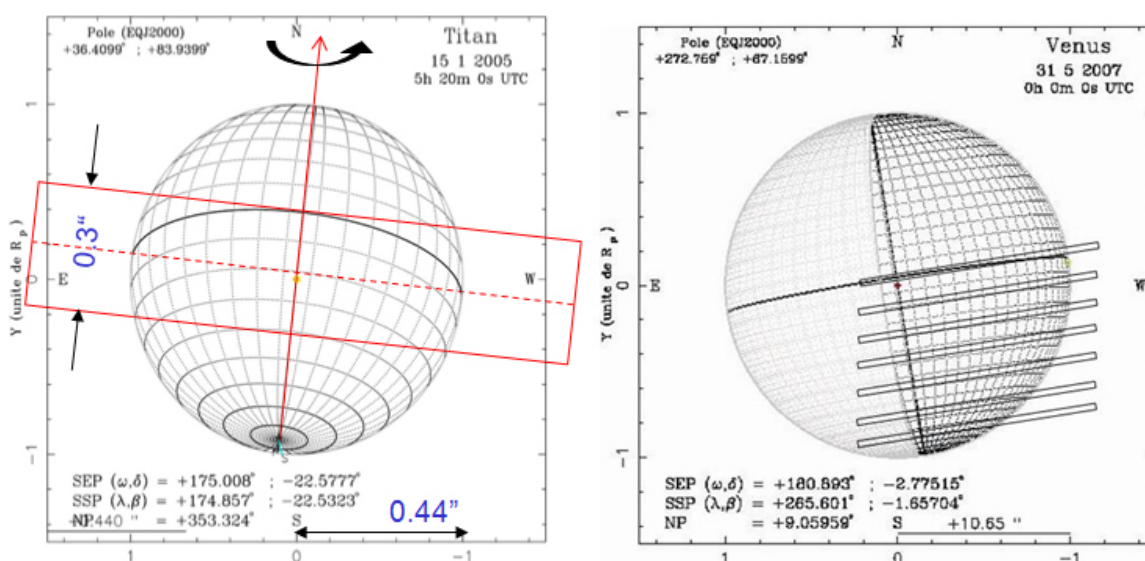 Pole (EQJ2000)
+36.4099° ; +83.9399°
N
Titan
15 1 2005
5h 20m 0s UTC
1
0.3"
Y (unite de Rp)
0
E
W
-1
S
SEP (ω,δ) = +175.008° ; -22.5777°
SSP (λ,β) = +174.857° ; -22.5323°
NP = +353.324°
S
440 "
0.44"
1
0
-1
Pole (EQJ2000)
+272.769° ; +67.1599°
N
Venus
31 5 2007
0h 0m 0s UTC
1
Y (unite de Rp)
0
E
W
-1
SEP (ω,δ) = +180.893° ; -2.77515°
SSP (λ,β) = +265.601° ; -1.65704°
NP = +9.05959°
S
+10.65 "
1
0
-1